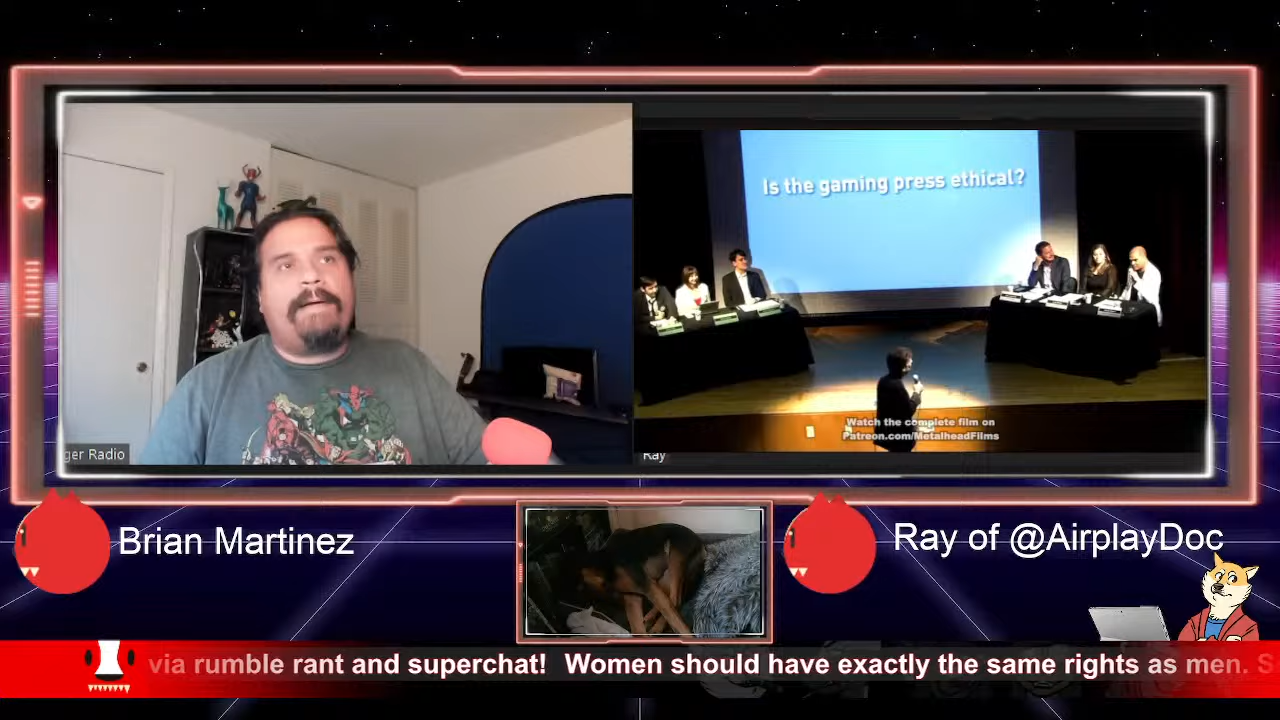 Is the gaming press ethical?
Watch the complete film on
Patreon.com/MetalheadFilms
ger Radio
Ray
Brian Martinez
Ray of @AirplayDoc
via rumble rant and superchat! Women should have exactly the same rights as men. S